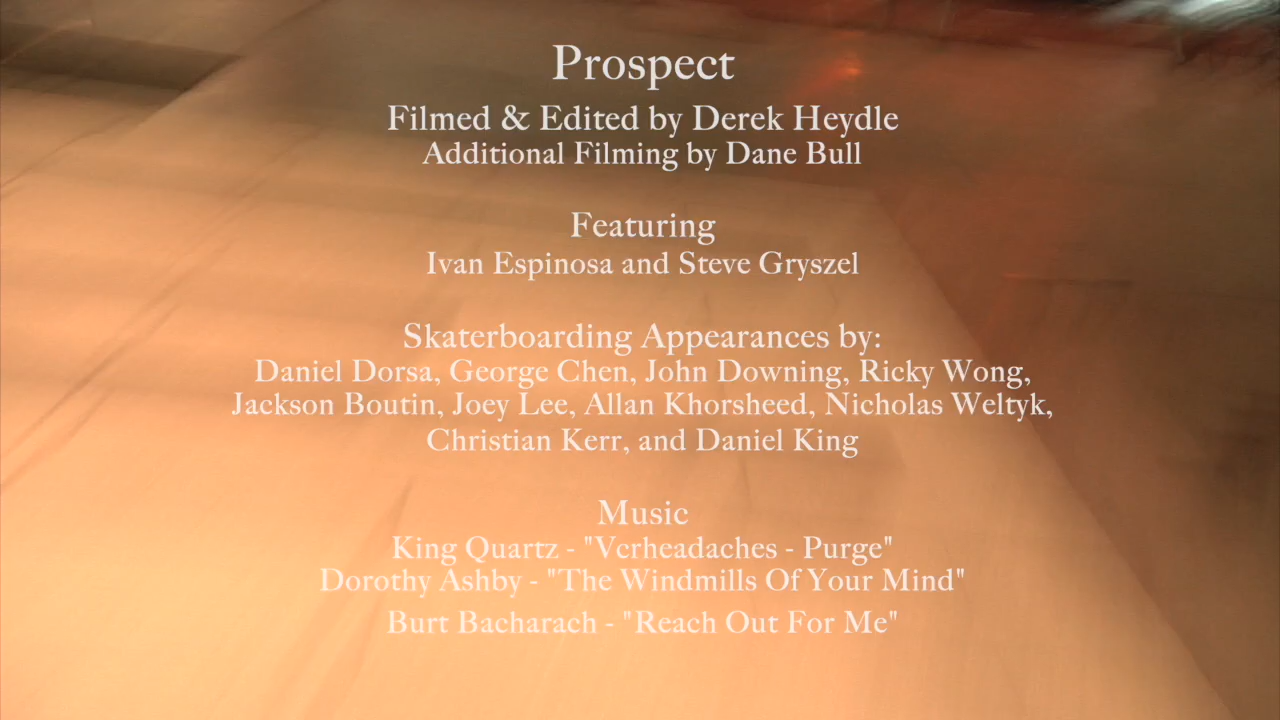 Prospect
Filmed & Edited by Derek Heydle
Additional Filming by Dane Bull
Featuring
Ivan Espinosa and Steve Gryszel
Skaterboarding Appearances by:
Daniel Dorsa, George Chen, John Downing, Ricky Wong,
Jackson Boutin, Joey Lee, Allan Khorsheed, Nicholas Weltyk,
Christian Kerr, and Daniel King
Music
King Quartz - "Vcrheadaches - Purge"
Dorothy Ashby - "The Windmills Of Your Mind"
Burt Bacharach - "Reach Out For Me"